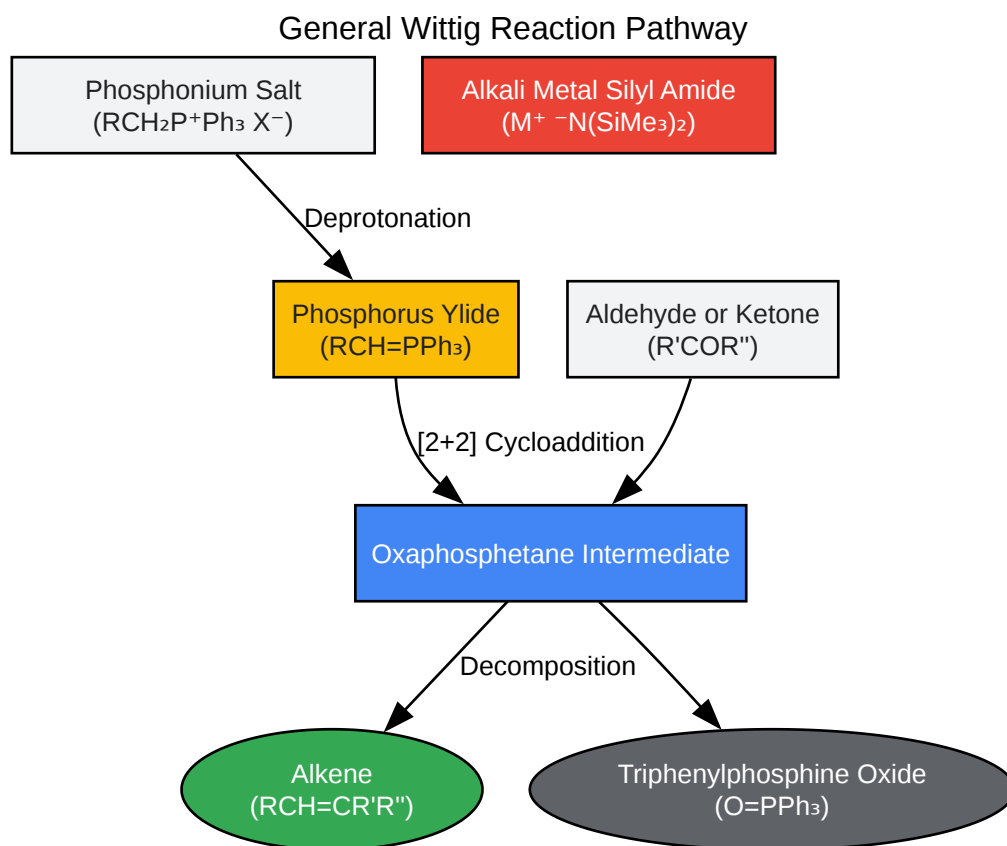 General Wittig Reaction Pathway
Phosphonium Salt
(RCH₂P⁺Ph₃ X⁻)
Alkali Metal Silyl Amide
(M⁺ ⁻N(SiMe₃)₂)
Deprotonation
Phosphorus Ylide
(RCH=PPh₃)
Aldehyde or Ketone
(R'COR")
[2+2] Cycloaddition
Oxaphosphetane Intermediate
Decomposition
Alkene
(RCH=CR'R")
Triphenylphosphine Oxide
(O=PPh₃)